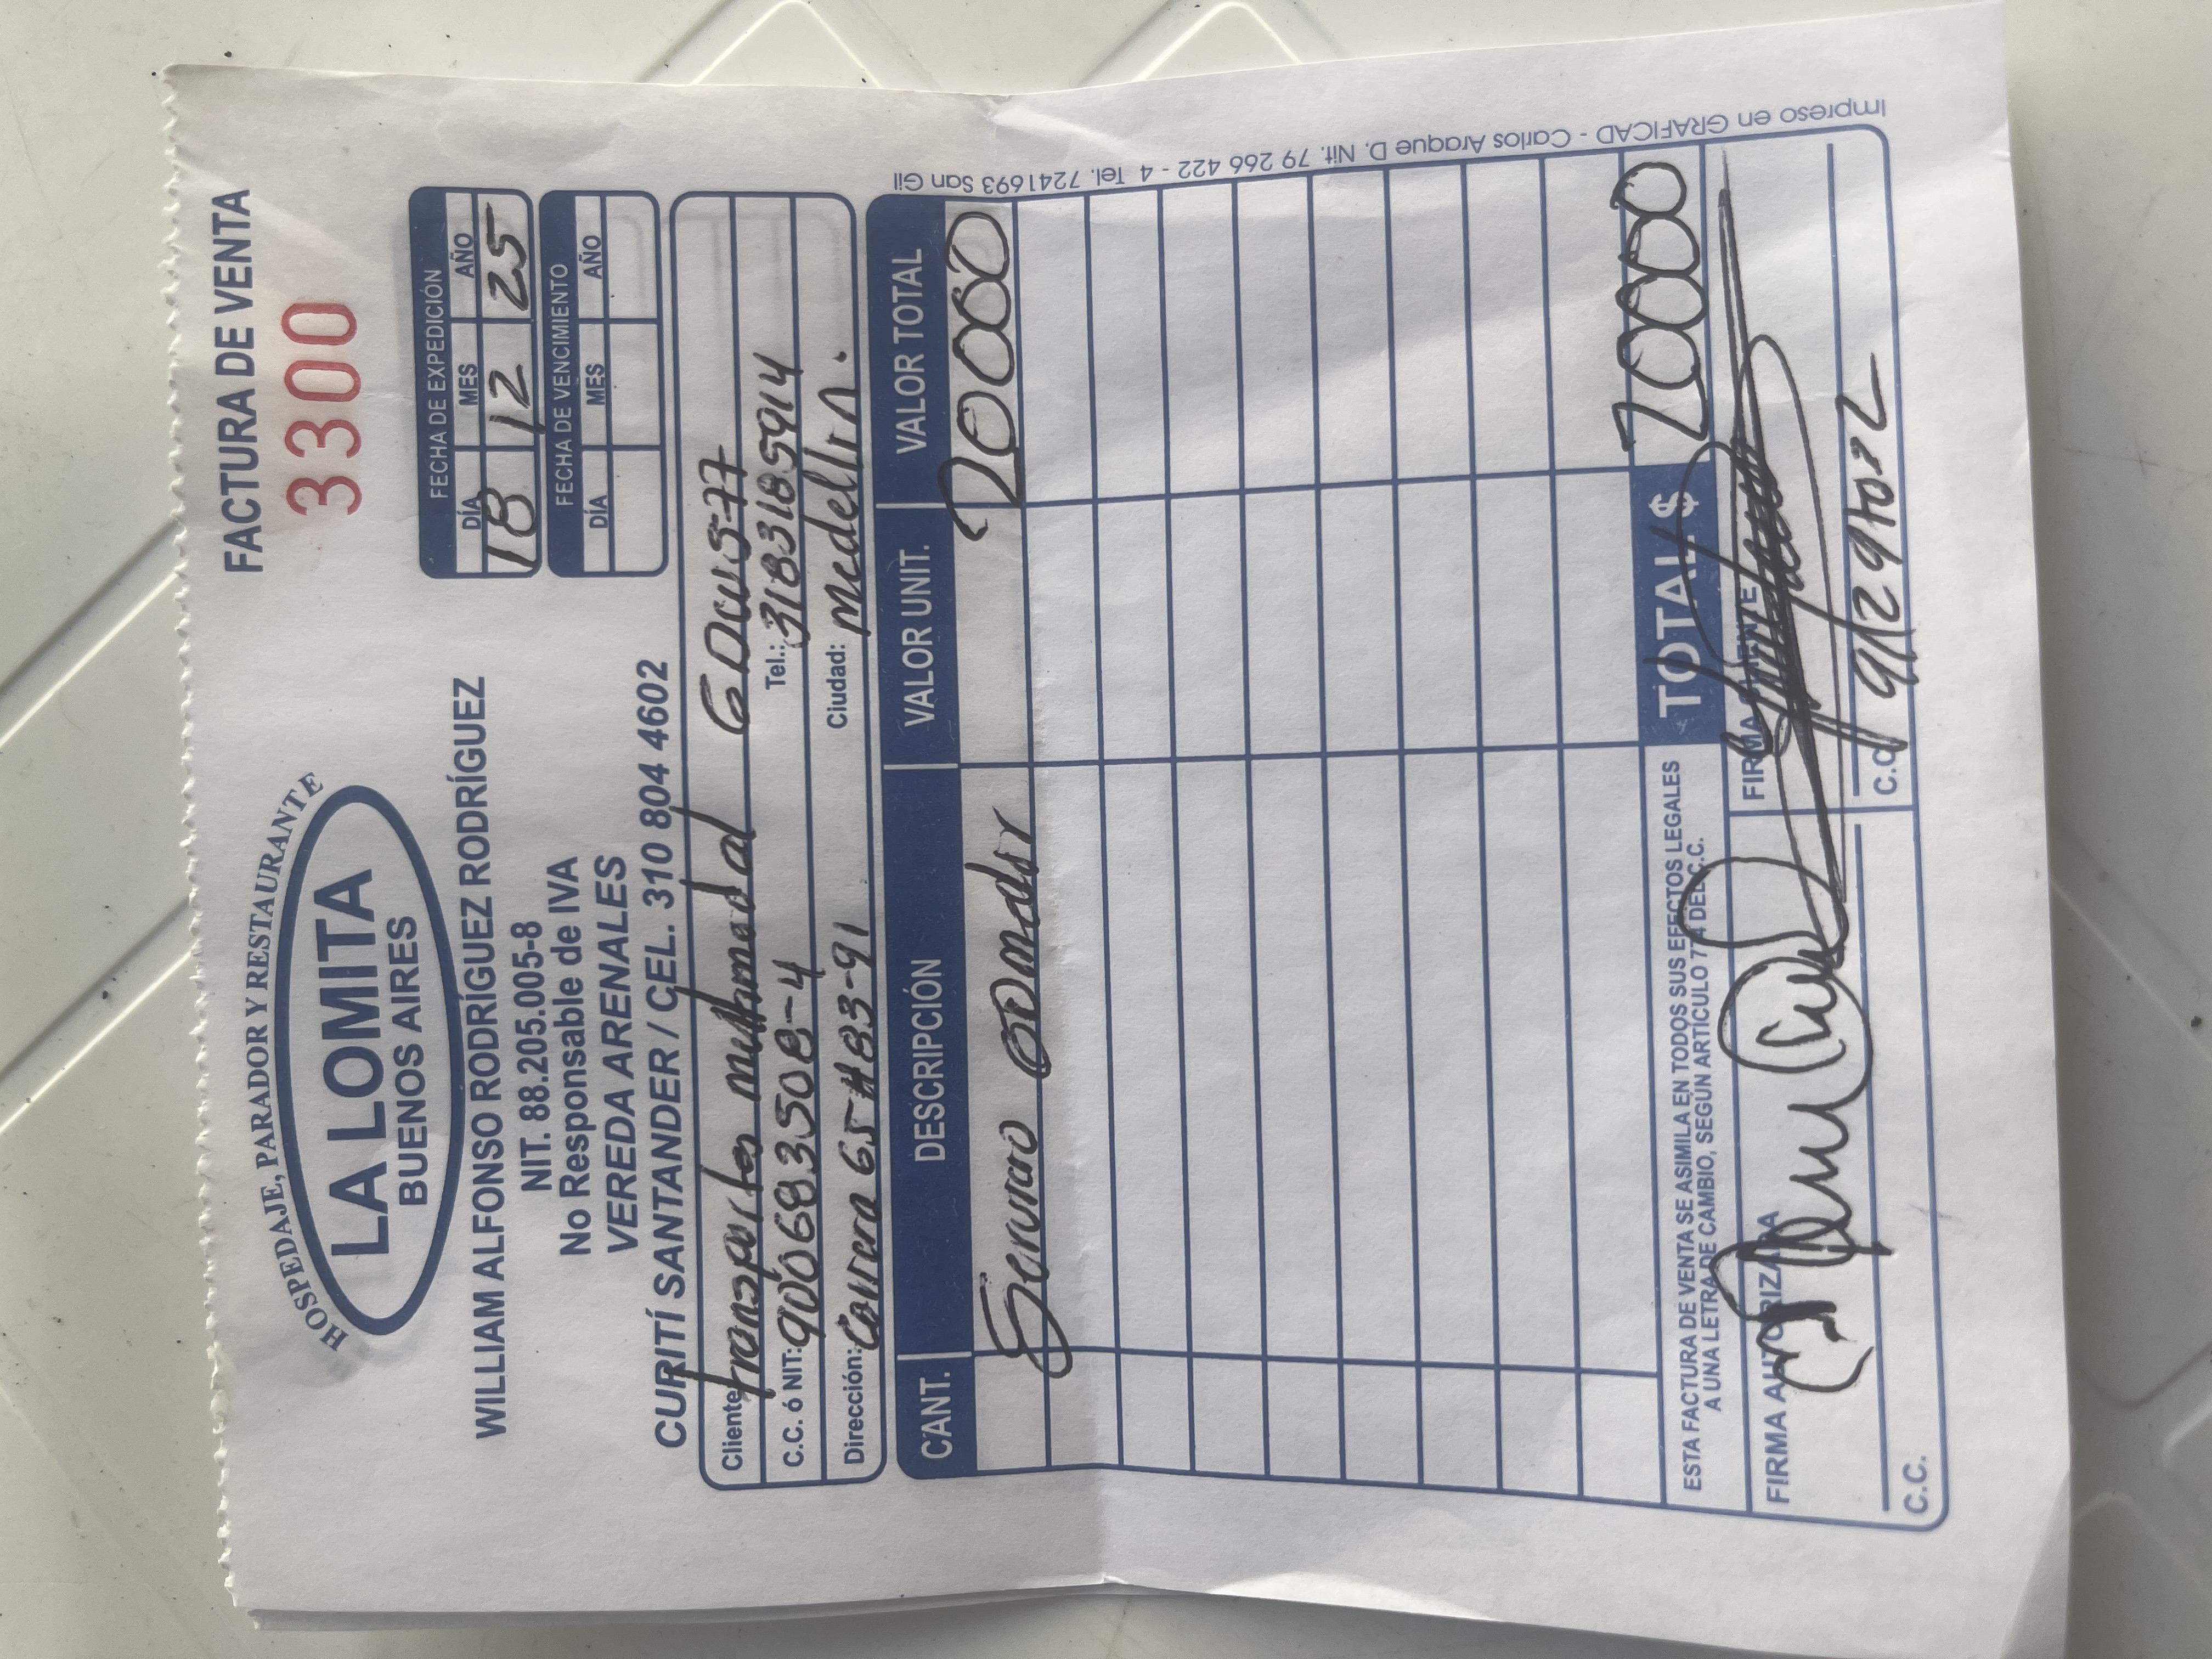 HOSPEDAJE, PARADOR Y RESTAURANTE
LA LOMITA
BUENOS AIRES
FACTURA DE VENTA
3300
WILLIAM ALFONSO RODRÍGUEZ RODRÍGUEZ
NIT. 88.205.005-8
No Responsable de IVA
VEREDA ARENALES
CURITÍ SANTANDER / CEL. 310 804 4602
FECHA DE EXPEDICIÓN
DÍA MES AÑO
18 12 25
FECHA DE VENCIMIENTO
DÍA MES AÑO
Cliente transportes multimodal
C.C. ó NIT: 900683508-4 Tel.: 3183185914
Dirección: Carrera 65 #83-91 Ciudad: Medellin.
CANT. DESCRIPCIÓN VALOR UNIT. VALOR TOTAL
20000
TOTAL $ 20000
ESTA FACTURA DE VENTA SE ASIMILA EN TODOS SUS EFECTOS LEGALES
A UNA LETRA DE CAMBIO, SEGÚN ARTICULO 774 DEL C.C.
FIRMA AUTORIZADA
FIRMA CLIENTE
C.C.
C.C. 91294022
Impreso en GRAFICAD - Carlos Araque D. Nit. 79 266 422 - 4 Tel. 7241693 San Gil